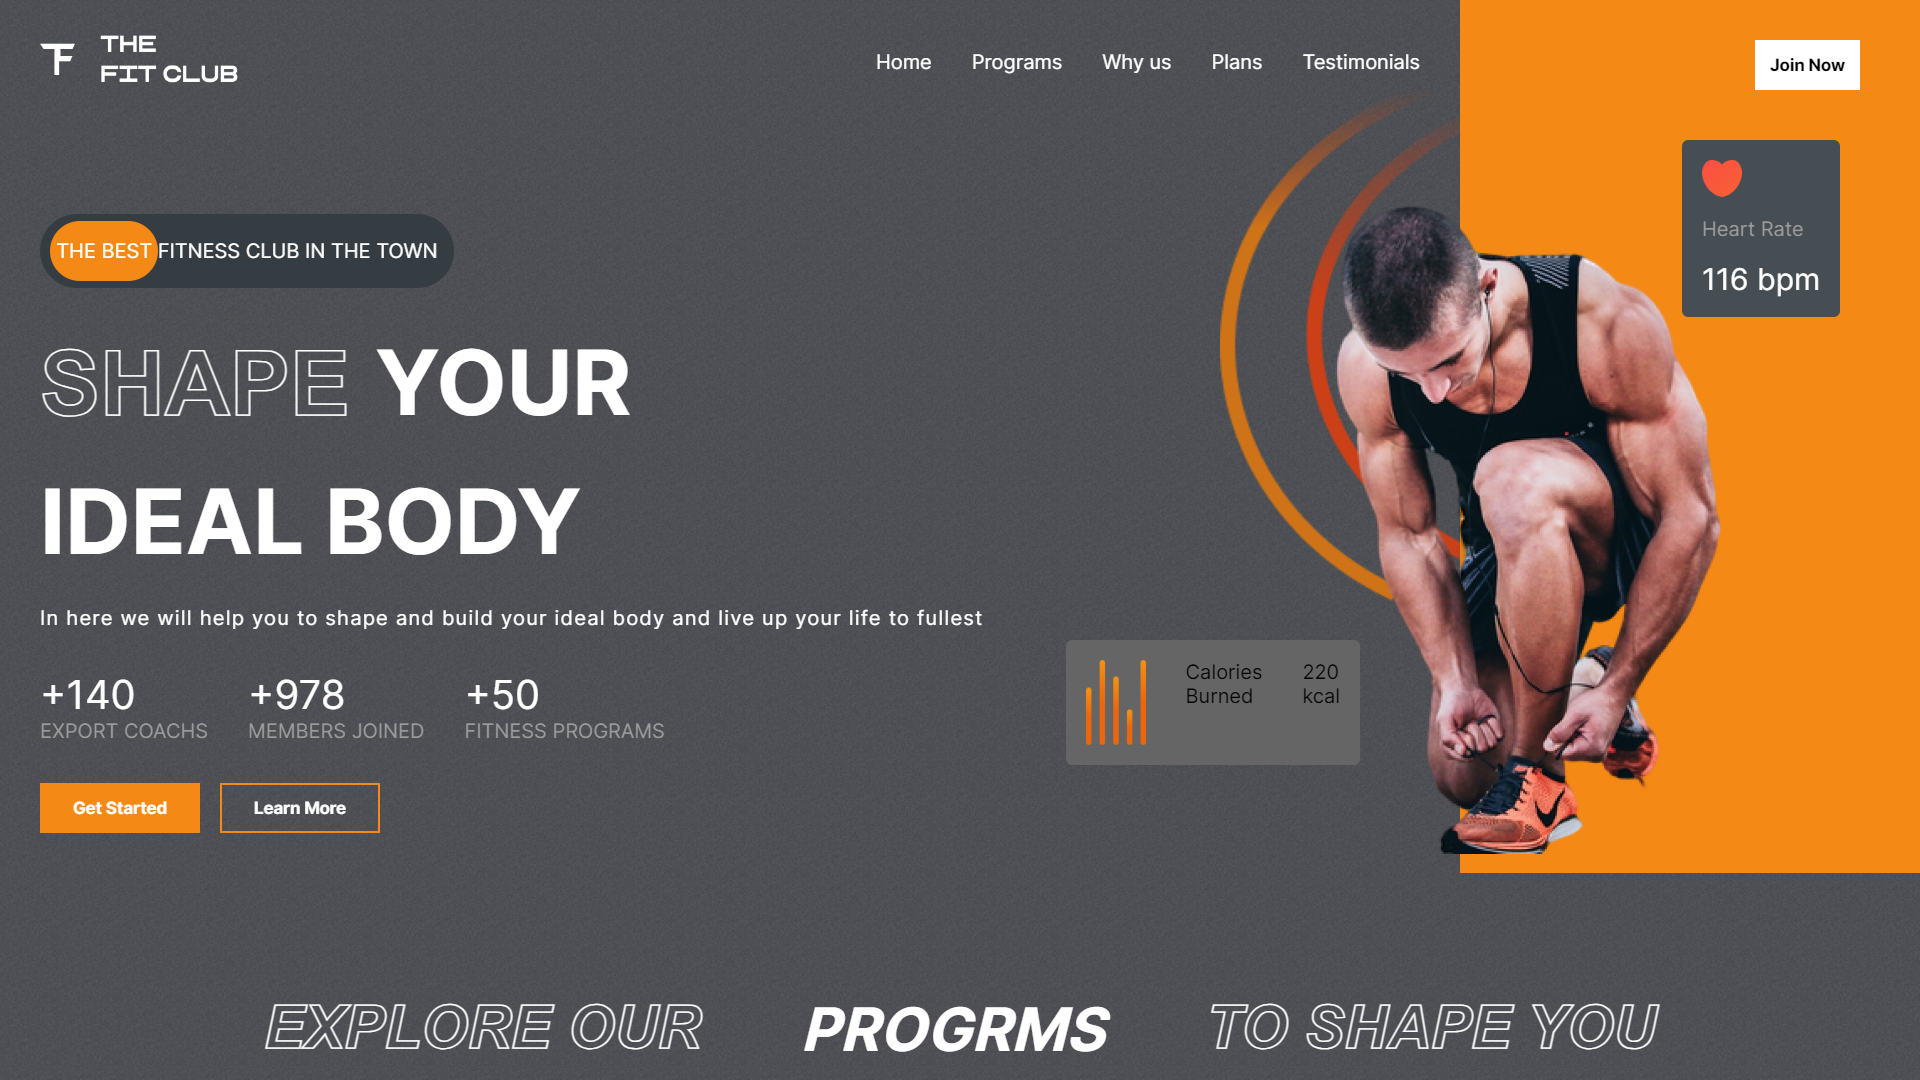 THE
FIT CLUB
Home
Programs
Why us
Plans
Testimonials
Join Now
Heart Rate
116 bpm
THE BEST FITNESS CLUB IN THE TOWN
SHAPE YOUR
IDEAL BODY
In here we will help you to shape and build your ideal body and live up your life to fullest
+140
EXPORT COACHS
+978
MEMBERS JOINED
+50
FITNESS PROGRAMS
Calories
Burned
220
kcal
Get Started
Learn More
EXPLORE OUR PROGRMS TO SHAPE YOU